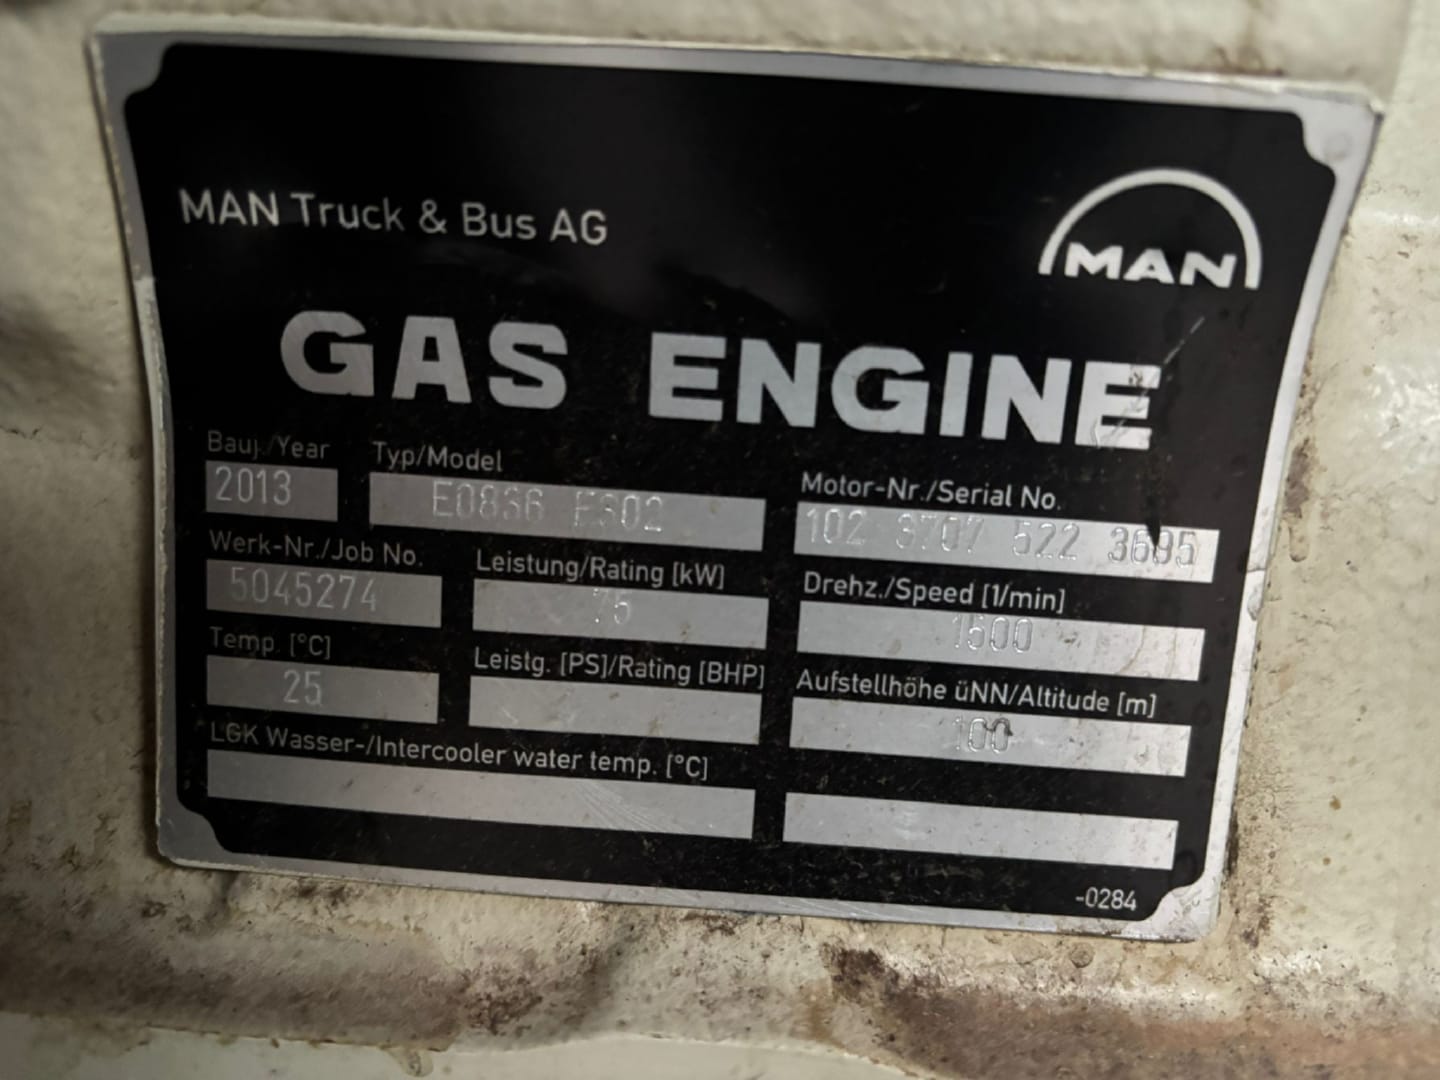 MAN Truck & Bus AG
MAN
GAS ENGINE
Bauj./Year
Typ/Model
Motor-Nr./Serial No.
2013
E0836 E302
102 3707 522 3695
Werk-Nr./Job No.
Leistung/Rating [kW]
Drehz./Speed [1/min]
5045274
75
1500
Temp. [°C]
Leistg. [PS]/Rating [BHP]
Aufstellhöhe üNN/Altitude [m]
25
100
LGK Wasser-/Intercooler water temp. [°C]
-0284